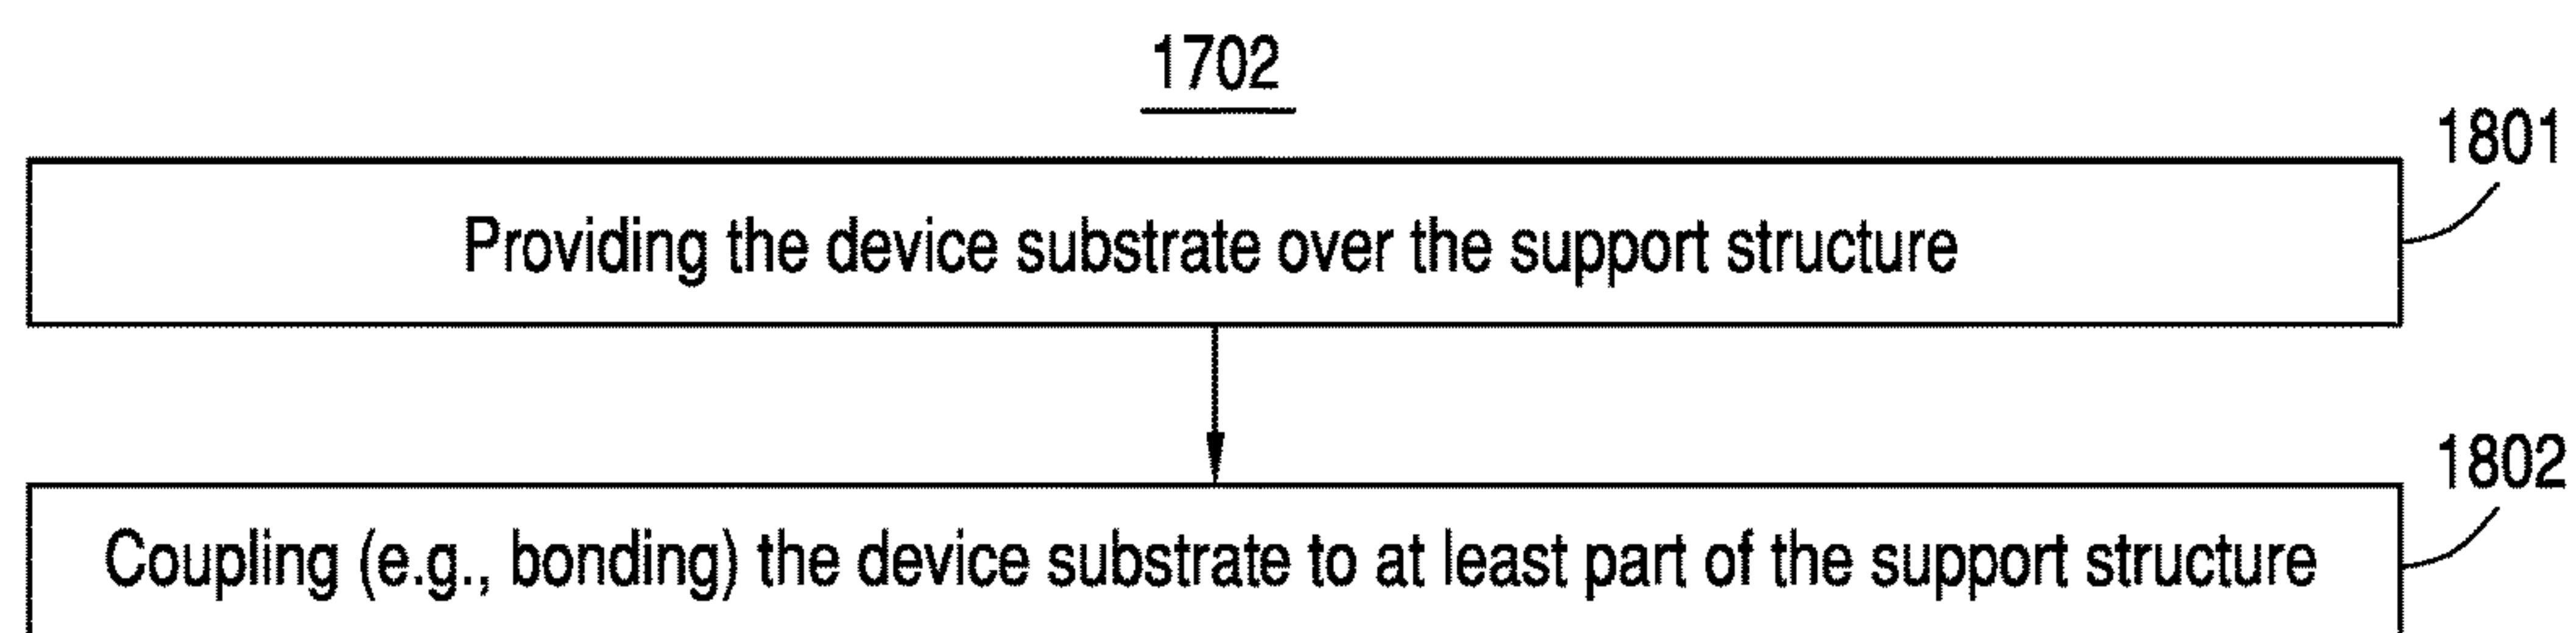 1702
1801
Providing the device substrate over the support structure
1802
Coupling (e.g., bonding) the device substrate to at least part of the support structure